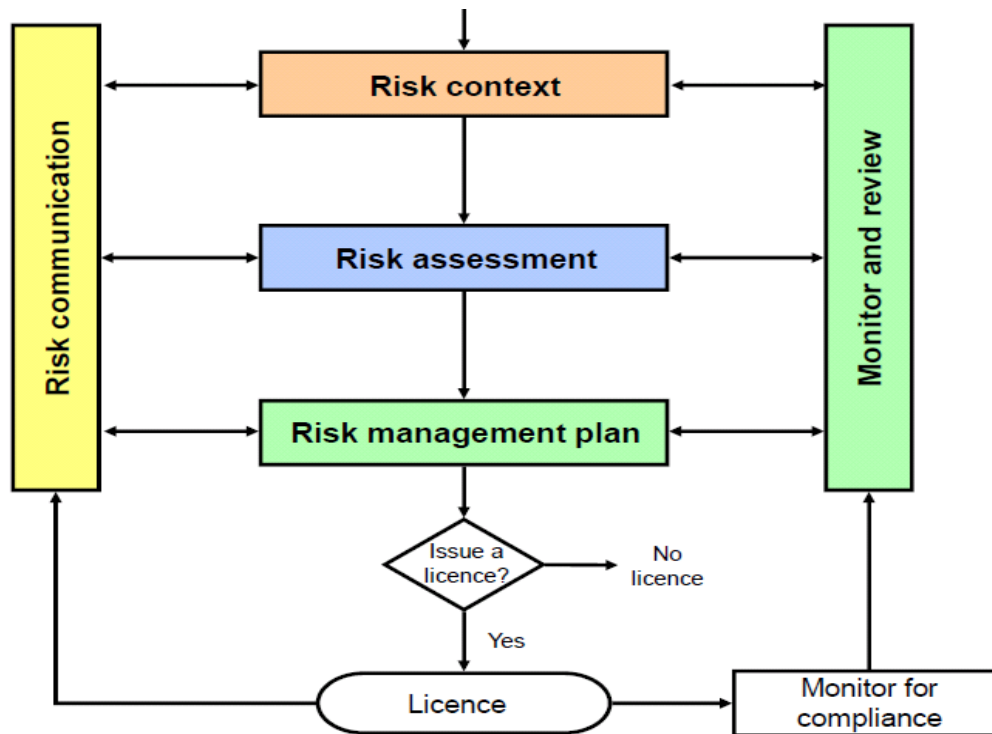 Risk communication
Risk context
Risk assessment
Risk management plan
Monitor and review
Issue a
licence?
No
licence
Yes
Licence
Monitor for
compliance